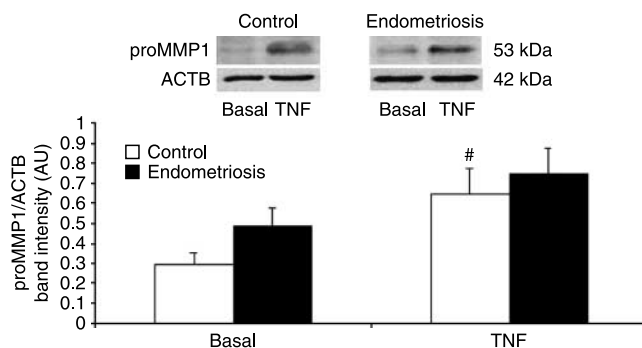 Control Endometriosis
proMMP1 53 kDa
ACTB 42 kDa
Basal TNF Basal TNF
proMMP1/ACTB
band intensity (AU)
1
0.9
0.8
0.7
0.6
0.5
0.4
0.3
0.2
0.1
0
Control
Endometriosis
#
Basal TNF